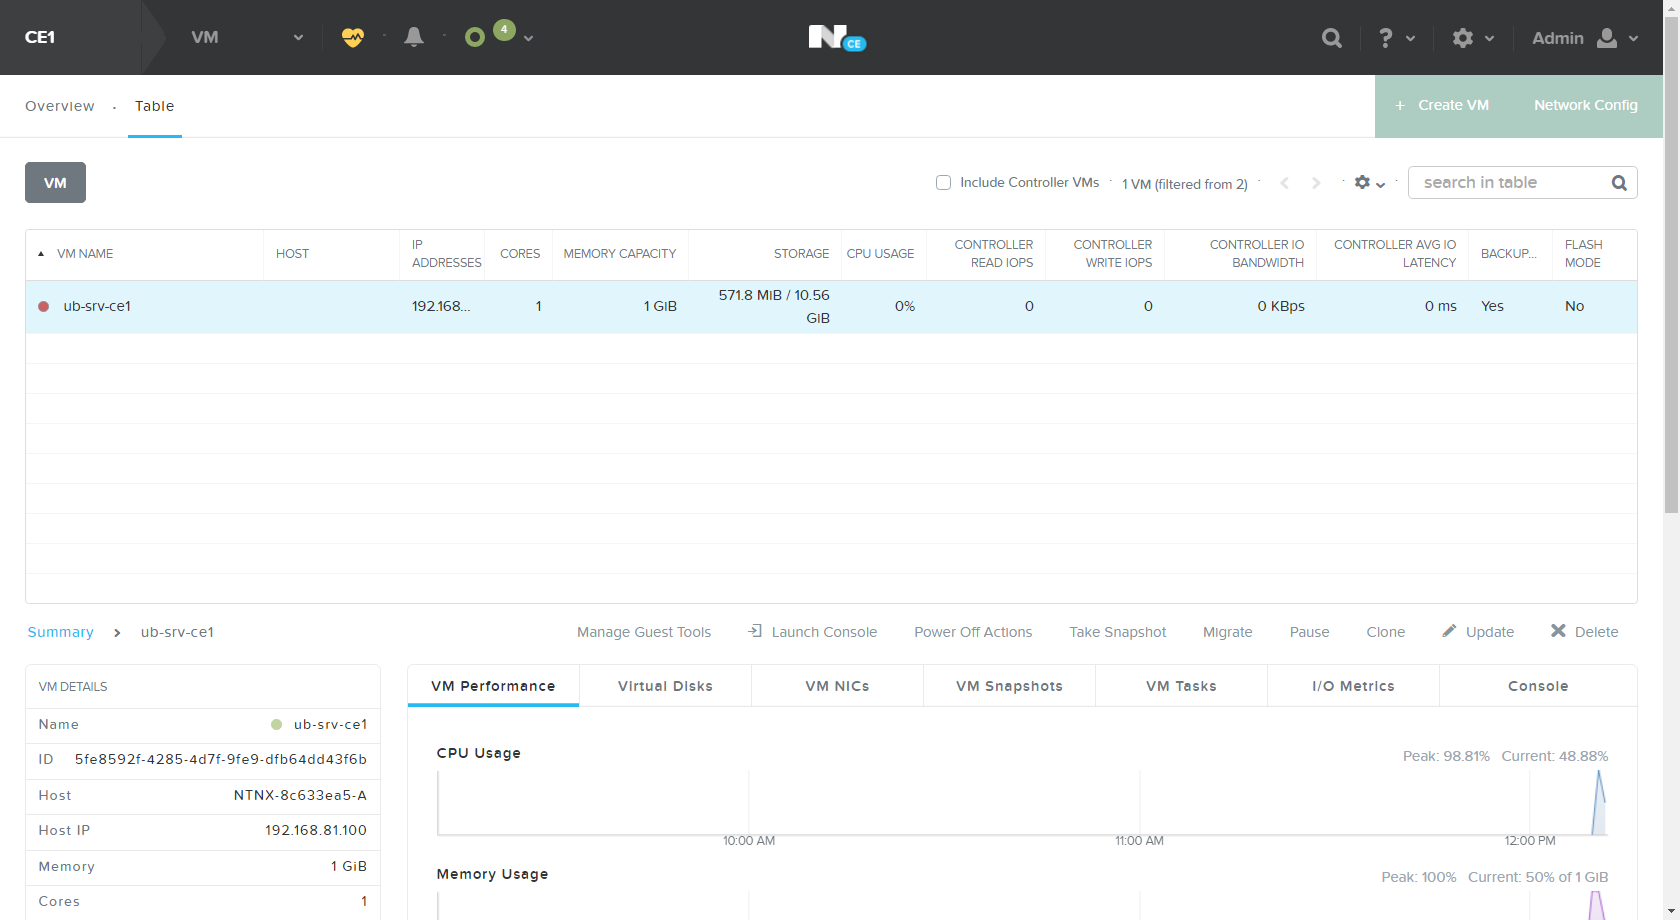 CE1
VM
4
CE
?
Admin
Overview · Table
+ Create VM
Network Config
VM
Include Controller VMs · 1 VM (filtered from 2) ·
search in table
VM NAME
HOST
IP ADDRESSES
CORES
MEMORY CAPACITY
STORAGE
CPU USAGE
CONTROLLER READ IOPS
CONTROLLER WRITE IOPS
CONTROLLER IO BANDWIDTH
CONTROLLER AVG IO LATENCY
BACKUP...
FLASH MODE
ub-srv-ce1
192.168...
1
1 GiB
571.8 MiB / 10.56 GiB
0%
0
0
0 KBps
0 ms
Yes
No
Summary > ub-srv-ce1
Manage Guest Tools
Launch Console
Power Off Actions
Take Snapshot
Migrate
Pause
Clone
Update
Delete
VM DETAILS
Name ub-srv-ce1
ID 5fe8592f-4285-4d7f-9fe9-dfb64dd43f6b
Host NTNX-8c633ea5-A
Host IP 192.168.81.100
Memory 1 GiB
Cores 1
VM Performance
Virtual Disks
VM NICs
VM Snapshots
VM Tasks
I/O Metrics
Console
CPU Usage
Peak: 98.81% Current: 48.88%
10:00 AM
11:00 AM
12:00 PM
Memory Usage
Peak: 100% Current: 50% of 1 GiB